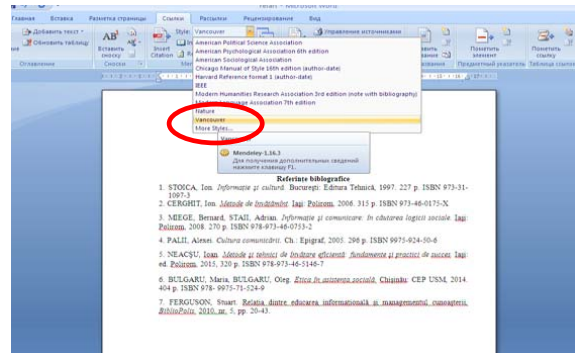 Microsoft Word
Главная Вставка Разметка страницы Ссылки Рассылки Рецензирование Вид
Добавить текст
Обновить таблицу
Оглавление
АВ¹
Вставить сноску
Сноски
Insert Citation
Style: Vancouver
Управление источниками
Пометить элемент
Предметный указатель
Пометить ссылку
Таблица ссылок
American Political Science Association
American Psychological Association 6th edition
American Sociological Association
Chicago Manual of Style 16th edition (author-date)
Harvard Reference format 1 (author-date)
IEEE
Modern Humanities Research Association 3rd edition (note with bibliography)
Modern Language Association 7th edition
Nature
Vancouver
More Styles...
Vancouver
Mendeley-1.16.3
Для получения дополнительных сведений
нажмите клавишу F1.
Referințe bibliografice
1. STOICA, Ion. Informație și cultură. București: Editura Tehnică, 1997. 227 p. ISBN 973-31-
1097-3
2. CERGHIT, Ion. Metode de învățămînt. Iași: Polirom, 2006. 315 p. ISBN 973-46-0175-X
3. MIEGE, Bernard, STAII, Adrian. Informație și comunicare: în căutarea logicii sociale. Iași:
Polirom, 2008. 270 p. ISBN 978-973-46-0753-2
4. PALII, Alexei. Cultura comunicării. Ch.: Epigraf, 2005. 296 p. ISBN 9975-924-50-6
5. NEACȘU, Ioan. Metode și tehnici de învățare eficientă: fundamente și practici de succes. Iași:
ed. Polirom, 2015, 320 p. ISBN 978-973-46-5146-7
6. BULGARU, Maria, BULGARU, Oleg. Etica în asistența socială. Chișinău: CEP USM, 2014.
404 p. ISBN 978- 9975-71-524-9
7. FERGUSON, Stuart. Relația dintre educarea informațională și managementul cunoașterii.
BiblioPolis, 2010, nr. 5, pp. 20-43.